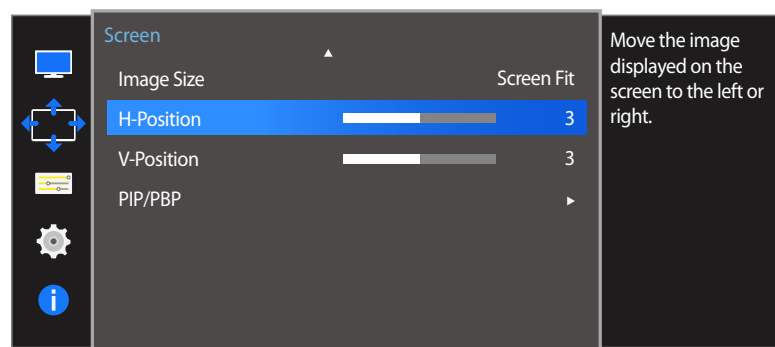 Screen
Image Size Screen Fit
H-Position 3
V-Position 3
PIP/PBP
Move the image
displayed on the
screen to the left or
right.